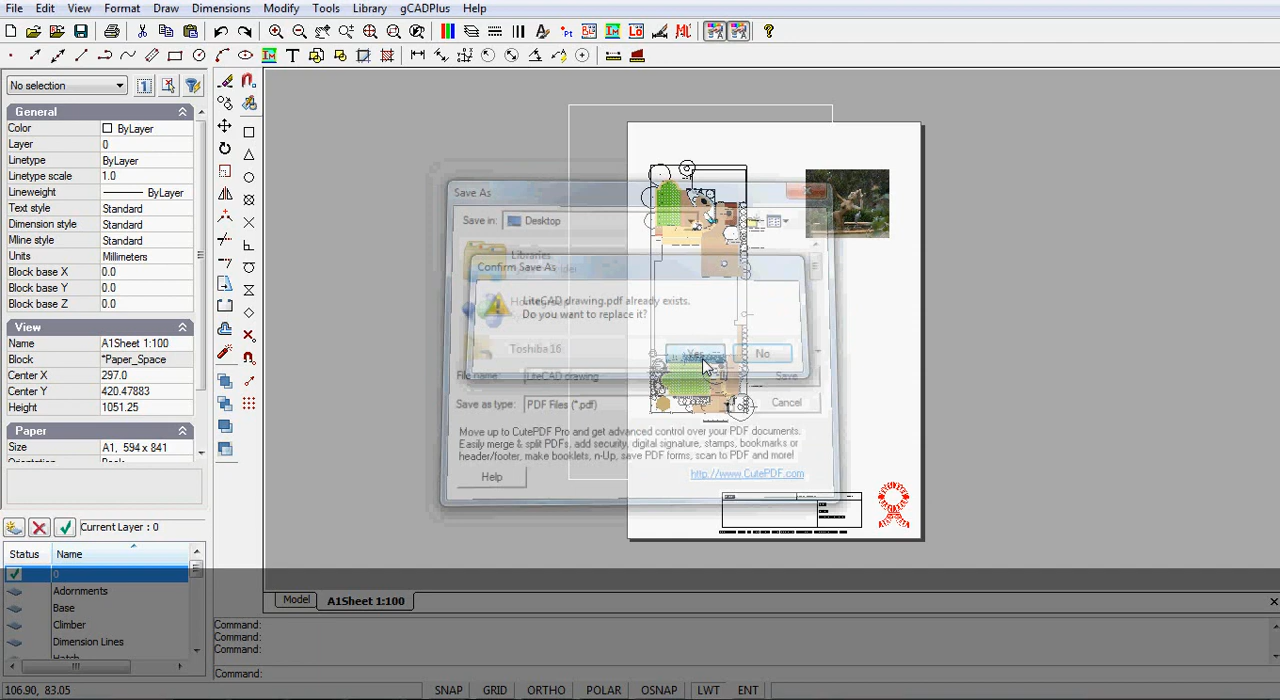 File Edit View Format Draw Dimensions Modify Tools Library gCADPlus Help
No selection
General
Color ByLayer
Layer 0
Linetype ByLayer
Linetype scale 1.0
Lineweight ByLayer
Text style Standard
Dimension style Standard
Mline style Standard
Units Millimeters
Block base X 0.0
Block base Y 0.0
Block base Z 0.0
View
Name A1Sheet 1:100
Block *Paper_Space
Center X 297.0
Center Y 420.47883
Height 1051.25
Paper
Size A1, 594 x 841
Current Layer : 0
Status Name
0
Adornments
Base
Climber
Dimension Lines
Save As
Save in: Desktop
Libraries
Confirm Save As
LiteCAD drawing.pdf already exists.
Do you want to replace it?
Yes No
Toshiba 16
File name: LiteCAD drawing Save
Save as type: PDF Files (*.pdf) Cancel
Move up to CutePDF Pro and get advanced control over your PDF documents.
Easily merge & split PDFs, add security, digital signature, stamps, bookmarks or
header/footer, make booklets, n-Up, save PDF forms, scan to PDF and more!
Help http://www.CutePDF.com
Model A1Sheet 1:100
Command:
Command:
Command:
Command:
106.90, 83.05 SNAP GRID ORTHO POLAR OSNAP LWT ENT